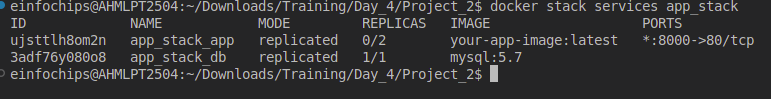 einfochips@AHMLPT2504:~/Downloads/Training/Day_4/Project_2$ docker stack services app_stack
ID NAME MODE REPLICAS IMAGE PORTS
ujsttlh8om2n app_stack_app replicated 0/2 your-app-image:latest *:8000->80/tcp
3adf76y080o8 app_stack_db replicated 1/1 mysql:5.7
einfochips@AHMLPT2504:~/Downloads/Training/Day_4/Project_2$